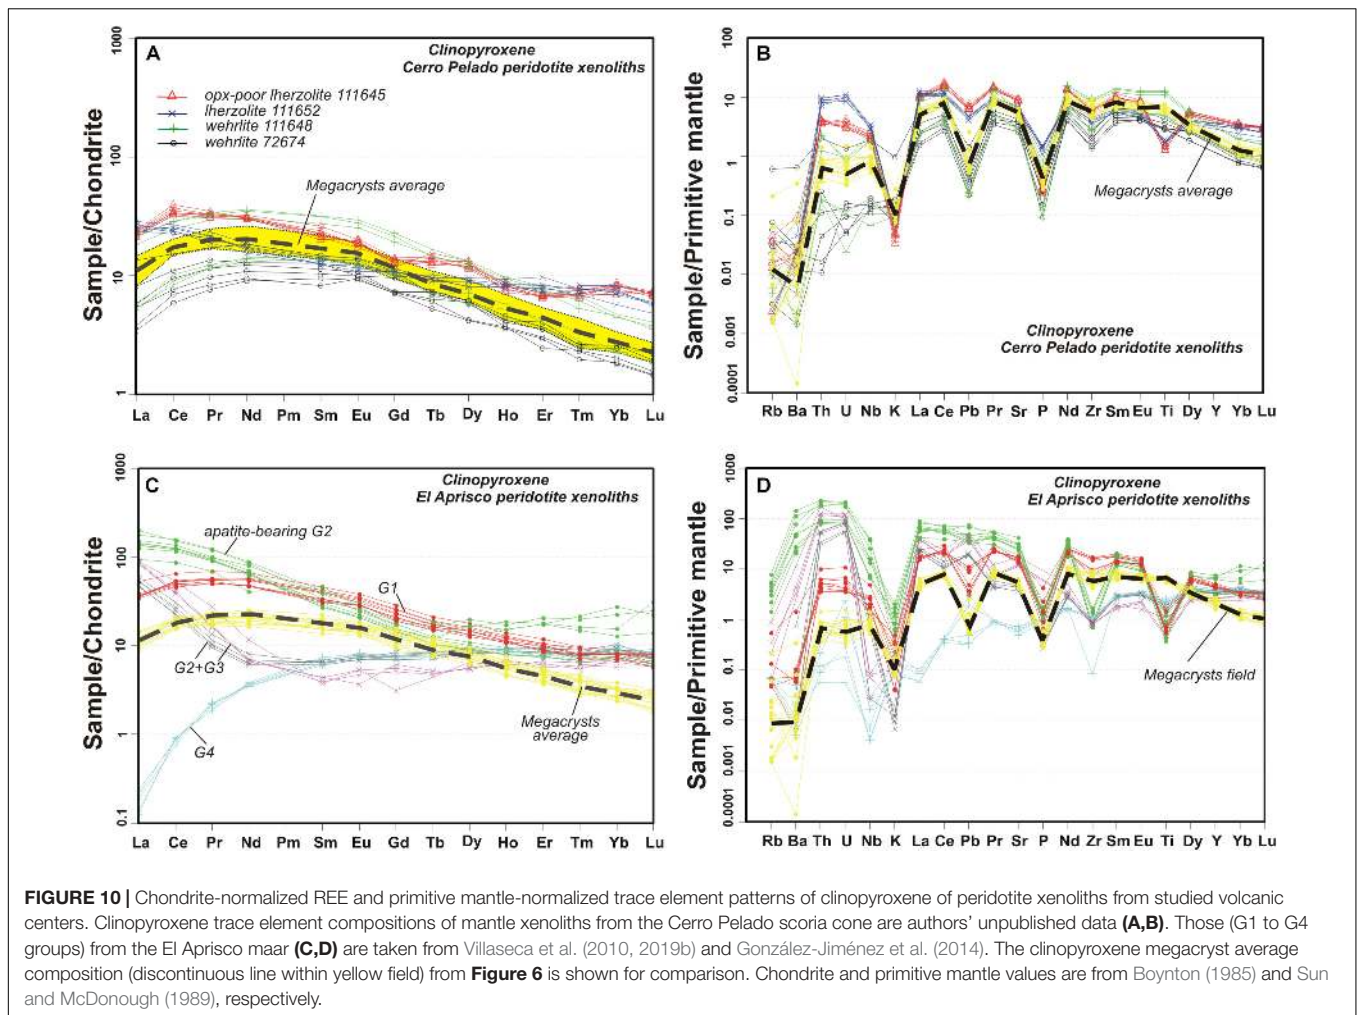 A
Clinopyroxene
Cerro Pelado peridotite xenoliths
opx-poor lherzolite 111645
lherzolite 111652
wehrlite 111648
wehrlite 72674
Megacrysts average
Sample/Chondrite
1000
100
10
1
La Ce Pr Nd Pm Sm Eu Gd Tb Dy Ho Er Tm Yb Lu
B
Megacrysts average
Clinopyroxene
Cerro Pelado peridotite xenoliths
Sample/Primitive mantle
100
10
1
0.1
0.01
0.001
0.0001
Rb Ba Th U Nb K La Ce Pb Pr Sr P Nd Zr Sm Eu Ti Dy Y Yb Lu
C
Clinopyroxene
El Aprisco peridotite xenoliths
apatite-bearing G2
G1
G2+G3
G4
Megacrysts
average
Sample/Chondrite
1000
100
10
1
0.1
La Ce Pr Nd Pm Sm Eu Gd Tb Dy Ho Er Tm Yb Lu
D
Clinopyroxene
El Aprisco peridotite xenoliths
Megacrysts field
Sample/Primitive mantle
1000
100
10
1
0.1
0.01
0.001
0.0001
Rb Ba Th U Nb K La Ce Pb Pr Sr P Nd Zr Sm Eu Ti Dy Y Yb Lu
FIGURE 10 | Chondrite-normalized REE and primitive mantle-normalized trace element patterns of clinopyroxene of peridotite xenoliths from studied volcanic
centers. Clinopyroxene trace element compositions of mantle xenoliths from the Cerro Pelado scoria cone are authors' unpublished data (A,B). Those (G1 to G4
groups) from the El Aprisco maar (C,D) are taken from Villaseca et al. (2010, 2019b) and González-Jiménez et al. (2014). The clinopyroxene megacryst average
composition (discontinuous line within yellow field) from Figure 6 is shown for comparison. Chondrite and primitive mantle values are from Boynton (1985) and Sun
and McDonough (1989), respectively.